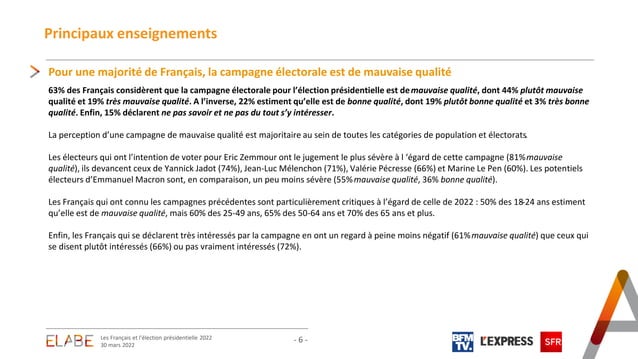 Principaux enseignements
Pour une majorité de Français, la campagne électorale est de mauvaise qualité
63% des Français considèrent que la campagne électorale pour l’élection présidentielle est de mauvaise qualité, dont 44% plutôt mauvaise
qualité et 19% très mauvaise qualité. A l’inverse, 22% estiment qu’elle est de bonne qualité, dont 19% plutôt bonne qualité et 3% très bonne
qualité. Enfin, 15% déclarent ne pas savoir et ne pas du tout s’y intéresser.
La perception d’une campagne de mauvaise qualité est majoritaire au sein de toutes les catégories de population et électorats.
Les électeurs qui ont l’intention de voter pour Eric Zemmour ont le jugement le plus sévère à l ’égard de cette campagne (81% mauvaise
qualité), ils devancent ceux de Yannick Jadot (74%), Jean-Luc Mélenchon (71%), Valérie Pécresse (66%) et Marine Le Pen (60%). Les potentiels
électeurs d’Emmanuel Macron sont, en comparaison, un peu moins sévère (55% mauvaise qualité, 36% bonne qualité).
Les Français qui ont connu les campagnes précédentes sont particulièrement critiques à l’égard de celle de 2022 : 50% des 18-24 ans estiment
qu’elle est de mauvaise qualité, mais 60% des 25-49 ans, 65% des 50-64 ans et 70% des 65 ans et plus.
Enfin, les Français qui se déclarent très intéressés par la campagne en ont un regard à peine moins négatif (61% mauvaise qualité) que ceux qui
se disent plutôt intéressés (66%) ou pas vraiment intéressés (72%).
ELABE
Les Français et l’élection présidentielle 2022
30 mars 2022
- 6 -
BFM
TV.
L’EXPRESS
SFR